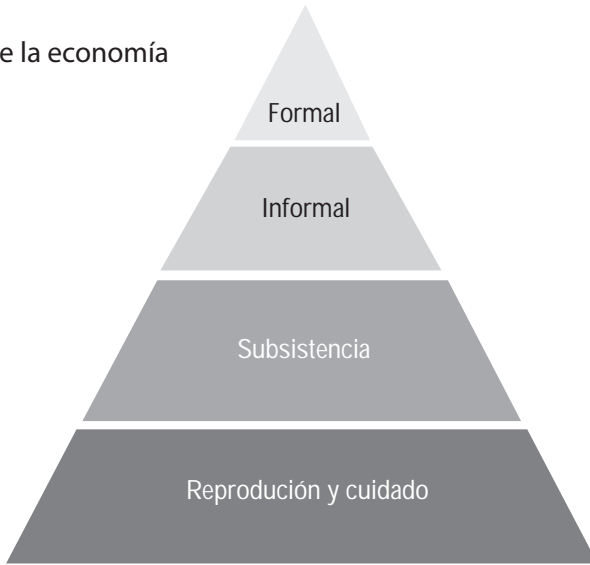 e la economía
Formal
Informal
Subsistencia
Reprodución y cuidado